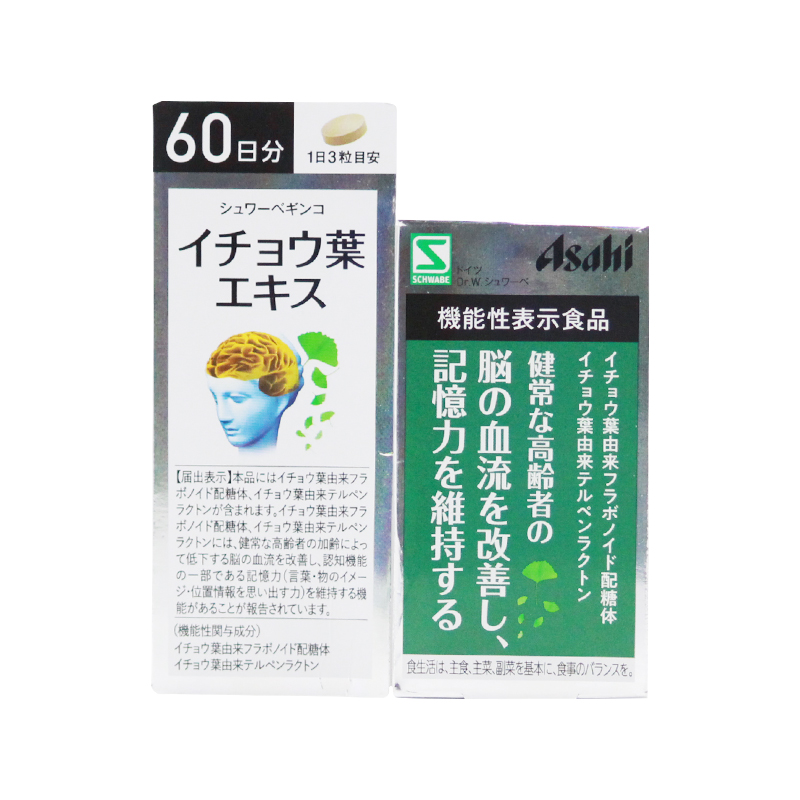 60日分
1日3粒目安
シュワーベギンコ
イチョウ葉
エキス
【届出表示】本品にはイチョウ葉由来フラ
ボノイド配糖体、イチョウ葉由来テルペン
ラクトンが含まれます。イチョウ葉由来フラ
ボノイド配糖体、イチョウ葉由来テルペン
ラクトンには、健常な高齢者の加齢によっ
て低下する脳の血流を改善し、認知機能
の一部である記憶力(言葉・物のイメー
ジ・位置情報を思い出す力)を維持する機
能があることが報告されています。
(機能性関与成分)
イチョウ葉由来フラボノイド配糖体
イチョウ葉由来テルペンラクトン
SCHWABE
ドイツ
Dr.W.シュワーベ
Asahi
機能性表示食品
イチョウ葉由来フラボノイド配糖体
イチョウ葉由来テルペンラクトン
健常な高齢者の
脳の血流を改善し、
記憶力を維持する
食生活は、主食、主菜、副菜を基本に、食事のバランスを。